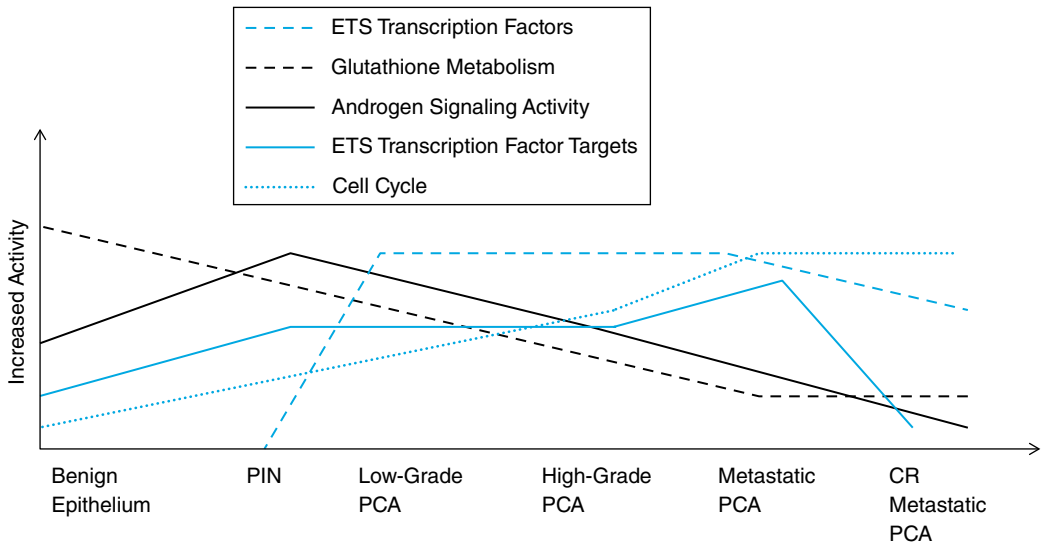 ETS Transcription Factors
Glutathione Metabolism
Androgen Signaling Activity
ETS Transcription Factor Targets
Cell Cycle
Increased Activity
Benign
Epithelium
PIN
Low-Grade
PCA
High-Grade
PCA
Metastatic
PCA
CR
Metastatic
PCA